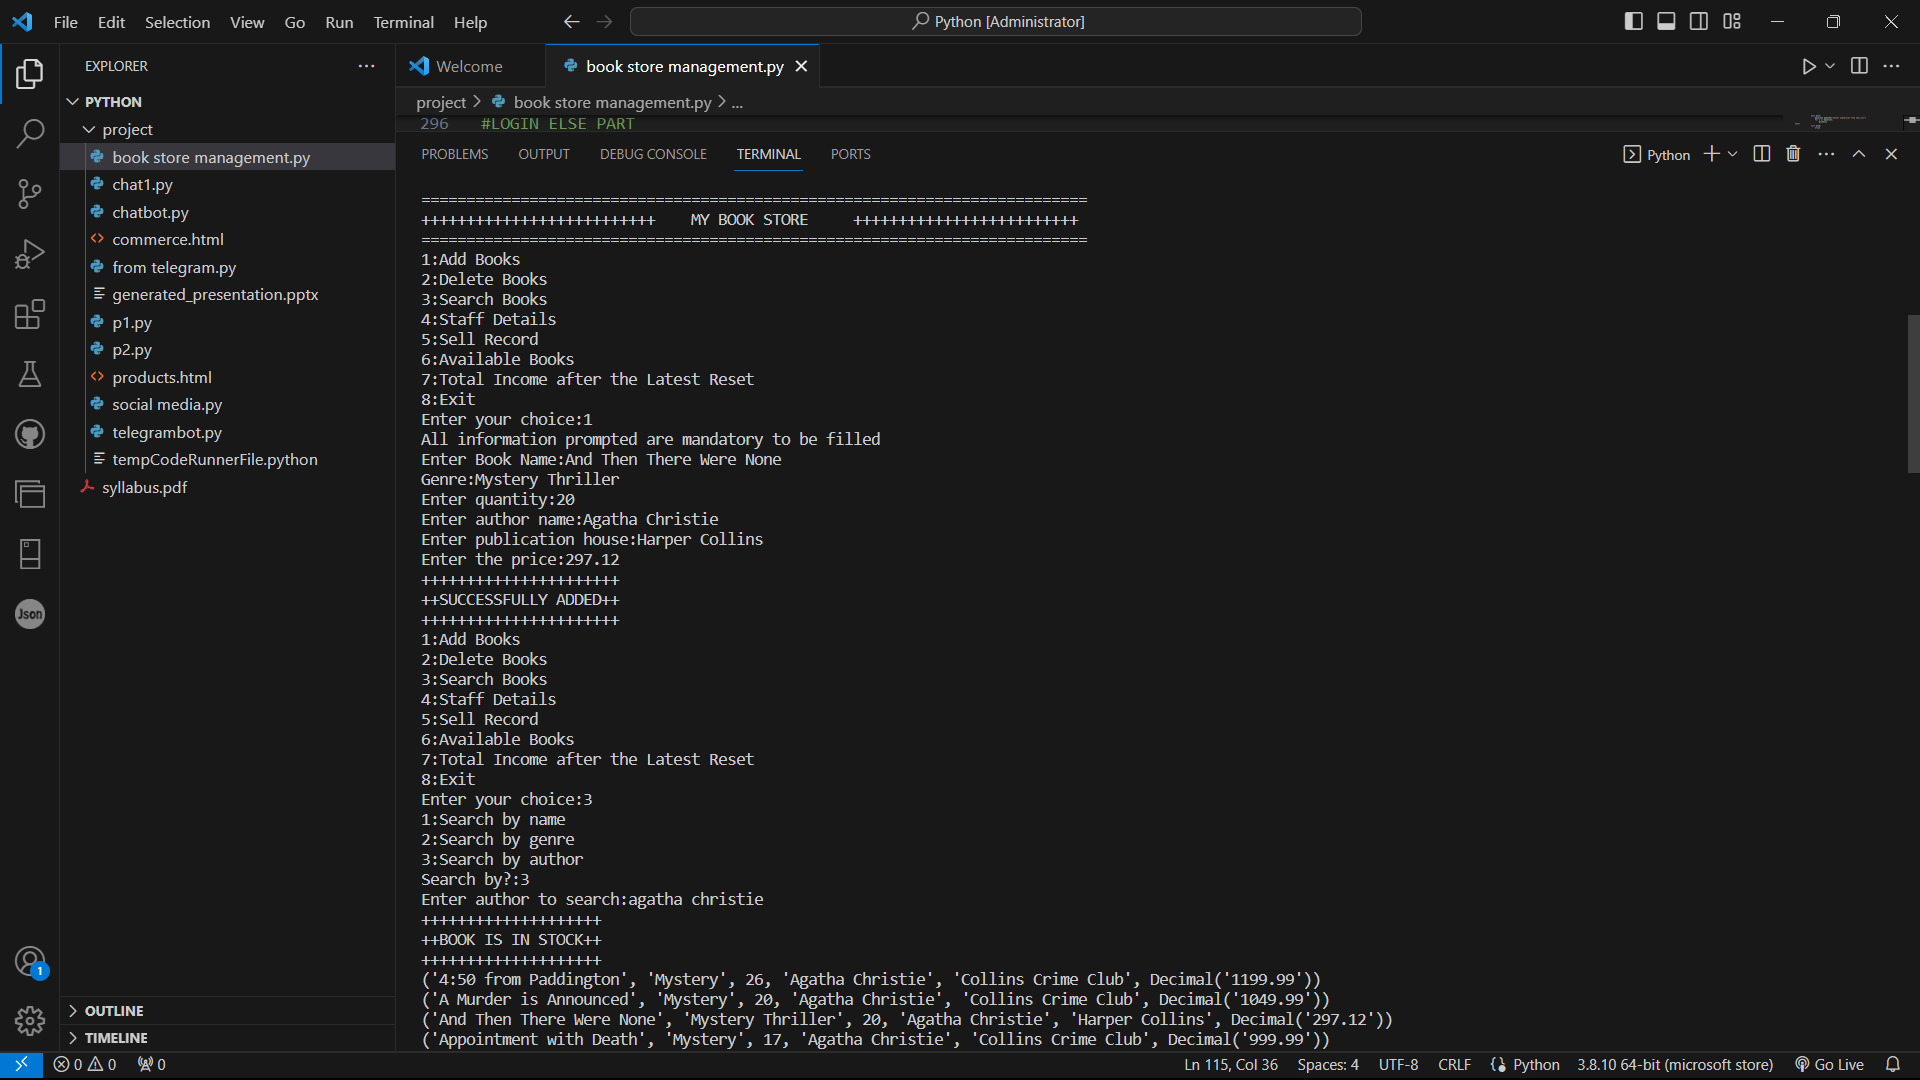 File Edit Selection View Go Run Terminal Help
Python [Administrator]
EXPLORER
PYTHON
project
book store management.py
chat1.py
chatbot.py
commerce.html
from telegram.py
generated_presentation.pptx
p1.py
p2.py
products.html
social media.py
telegrambot.py
tempCodeRunnerFile.python
syllabus.pdf
OUTLINE
TIMELINE
Json
1
Welcome
book store management.py
project > book store management.py > ...
296 #LOGIN ELSE PART
PROBLEMS OUTPUT DEBUG CONSOLE TERMINAL PORTS
Python
==========================================================================
++++++++++++++++++++++++++ MY BOOK STORE +++++++++++++++++++++++++
==========================================================================
1:Add Books
2:Delete Books
3:Search Books
4:Staff Details
5:Sell Record
6:Available Books
7:Total Income after the Latest Reset
8:Exit
Enter your choice:1
All information prompted are mandatory to be filled
Enter Book Name:And Then There Were None
Genre:Mystery Thriller
Enter quantity:20
Enter author name:Agatha Christie
Enter publication house:Harper Collins
Enter the price:297.12
++++++++++++++++++++++
++SUCCESSFULLY ADDED++
++++++++++++++++++++++
1:Add Books
2:Delete Books
3:Search Books
4:Staff Details
5:Sell Record
6:Available Books
7:Total Income after the Latest Reset
8:Exit
Enter your choice:3
1:Search by name
2:Search by genre
3:Search by author
Search by?:3
Enter author to search:agatha christie
++++++++++++++++++++
++BOOK IS IN STOCK++
++++++++++++++++++++
('4:50 from Paddington', 'Mystery', 26, 'Agatha Christie', 'Collins Crime Club', Decimal('1199.99'))
('A Murder is Announced', 'Mystery', 20, 'Agatha Christie', 'Collins Crime Club', Decimal('1049.99'))
('And Then There Were None', 'Mystery Thriller', 20, 'Agatha Christie', 'Harper Collins', Decimal('297.12'))
('Appointment with Death', 'Mystery', 17, 'Agatha Christie', 'Collins Crime Club', Decimal('999.99'))
0 0 0
Ln 115, Col 36 Spaces: 4 UTF-8 CRLF Python 3.8.10 64-bit (microsoft store) Go Live